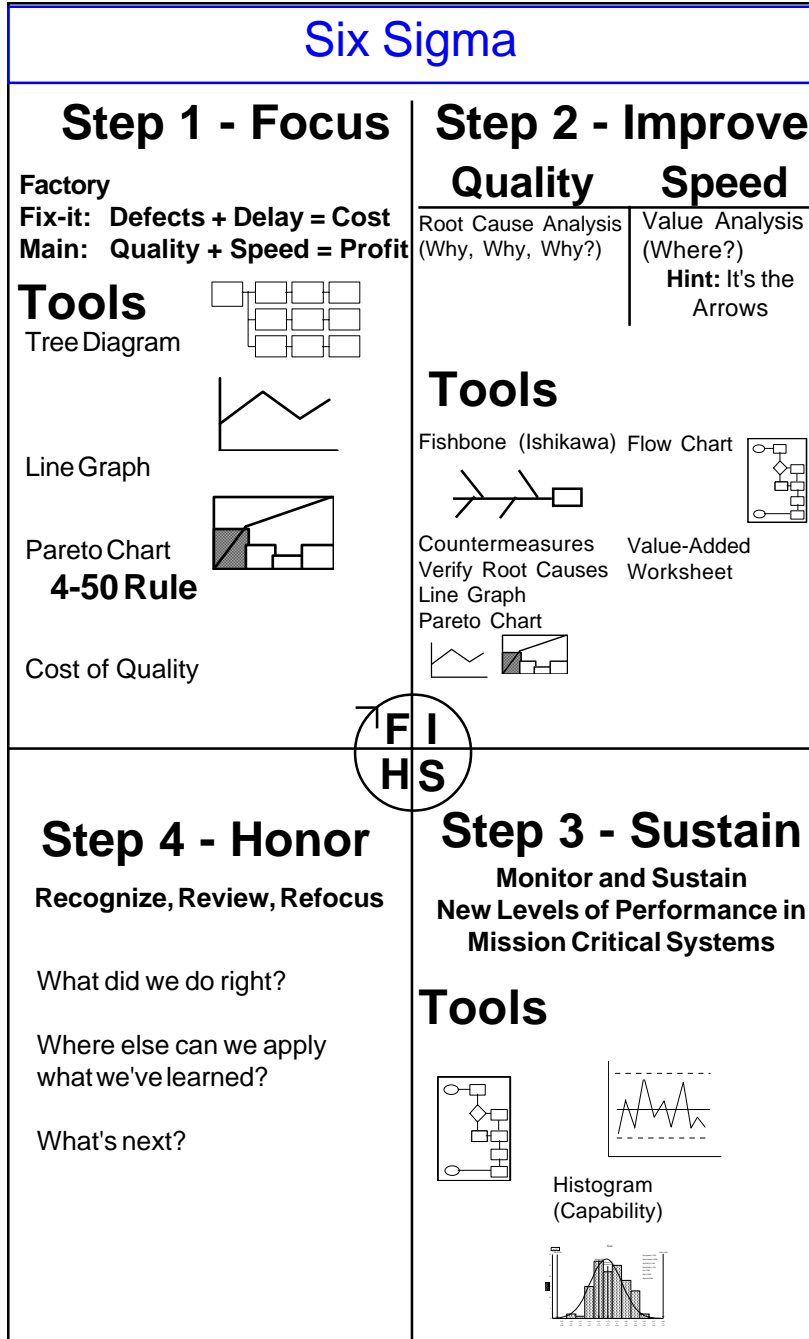 Six Sigma
Step 1 - Focus
Factory
Fix-it: Defects + Delay = Cost
Main: Quality + Speed = Profit
Tools
Tree Diagram
Line Graph
Pareto Chart
4-50 Rule
Cost of Quality
Step 2 - Improve
Quality
Root Cause Analysis
(Why, Why, Why?)
Speed
Value Analysis
(Where?)
Hint: It's the
Arrows
Tools
Fishbone (Ishikawa)
Countermeasures
Verify Root Causes
Line Graph
Pareto Chart
Flow Chart
Value-Added
Worksheet
F I
H S
Step 4 - Honor
Recognize, Review, Refocus
What did we do right?
Where else can we apply
what we've learned?
What's next?
Step 3 - Sustain
Monitor and Sustain
New Levels of Performance in
Mission Critical Systems
Tools
Histogram
(Capability)